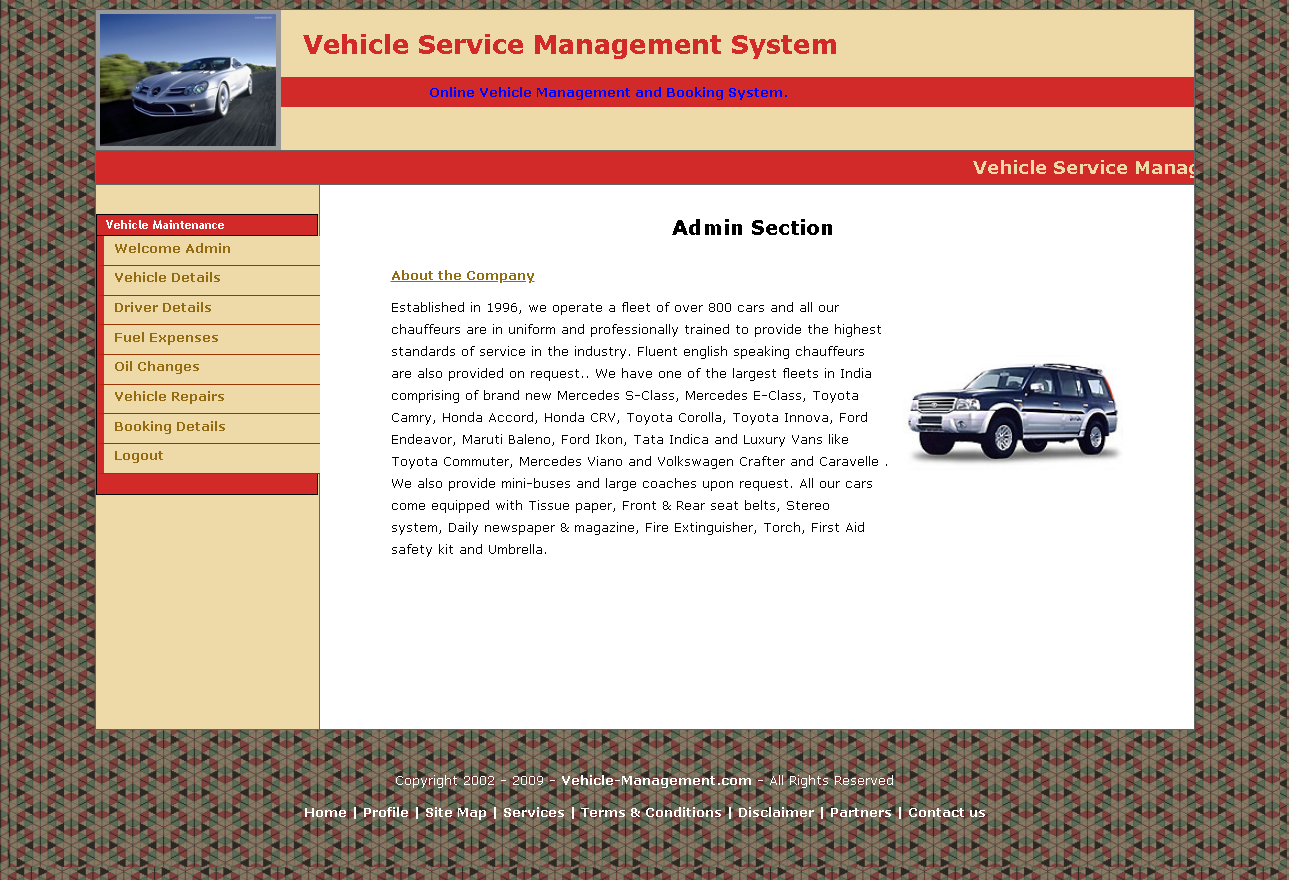 Vehicle Service Management System
Online Vehicle Management and Booking System.
Vehicle Service Manag
Vehicle Maintenance
Welcome Admin
Vehicle Details
Driver Details
Fuel Expenses
Oil Changes
Vehicle Repairs
Booking Details
Logout
Admin Section
About the Company
Established in 1996, we operate a fleet of over 800 cars and all our
chauffeurs are in uniform and professionally trained to provide the highest
standards of service in the industry. Fluent english speaking chauffeurs
are also provided on request.. We have one of the largest fleets in India
comprising of brand new Mercedes S-Class, Mercedes E-Class, Toyota
Camry, Honda Accord, Honda CRV, Toyota Corolla, Toyota Innova, Ford
Endeavor, Maruti Baleno, Ford Ikon, Tata Indica and Luxury Vans like
Toyota Commuter, Mercedes Viano and Volkswagen Crafter and Caravelle .
We also provide mini-buses and large coaches upon request. All our cars
come equipped with Tissue paper, Front & Rear seat belts, Stereo
system, Daily newspaper & magazine, Fire Extinguisher, Torch, First Aid
safety kit and Umbrella.
Copyright 2002 - 2009 - Vehicle-Management.com - All Rights Reserved
Home | Profile | Site Map | Services | Terms & Conditions | Disclaimer | Partners | Contact us